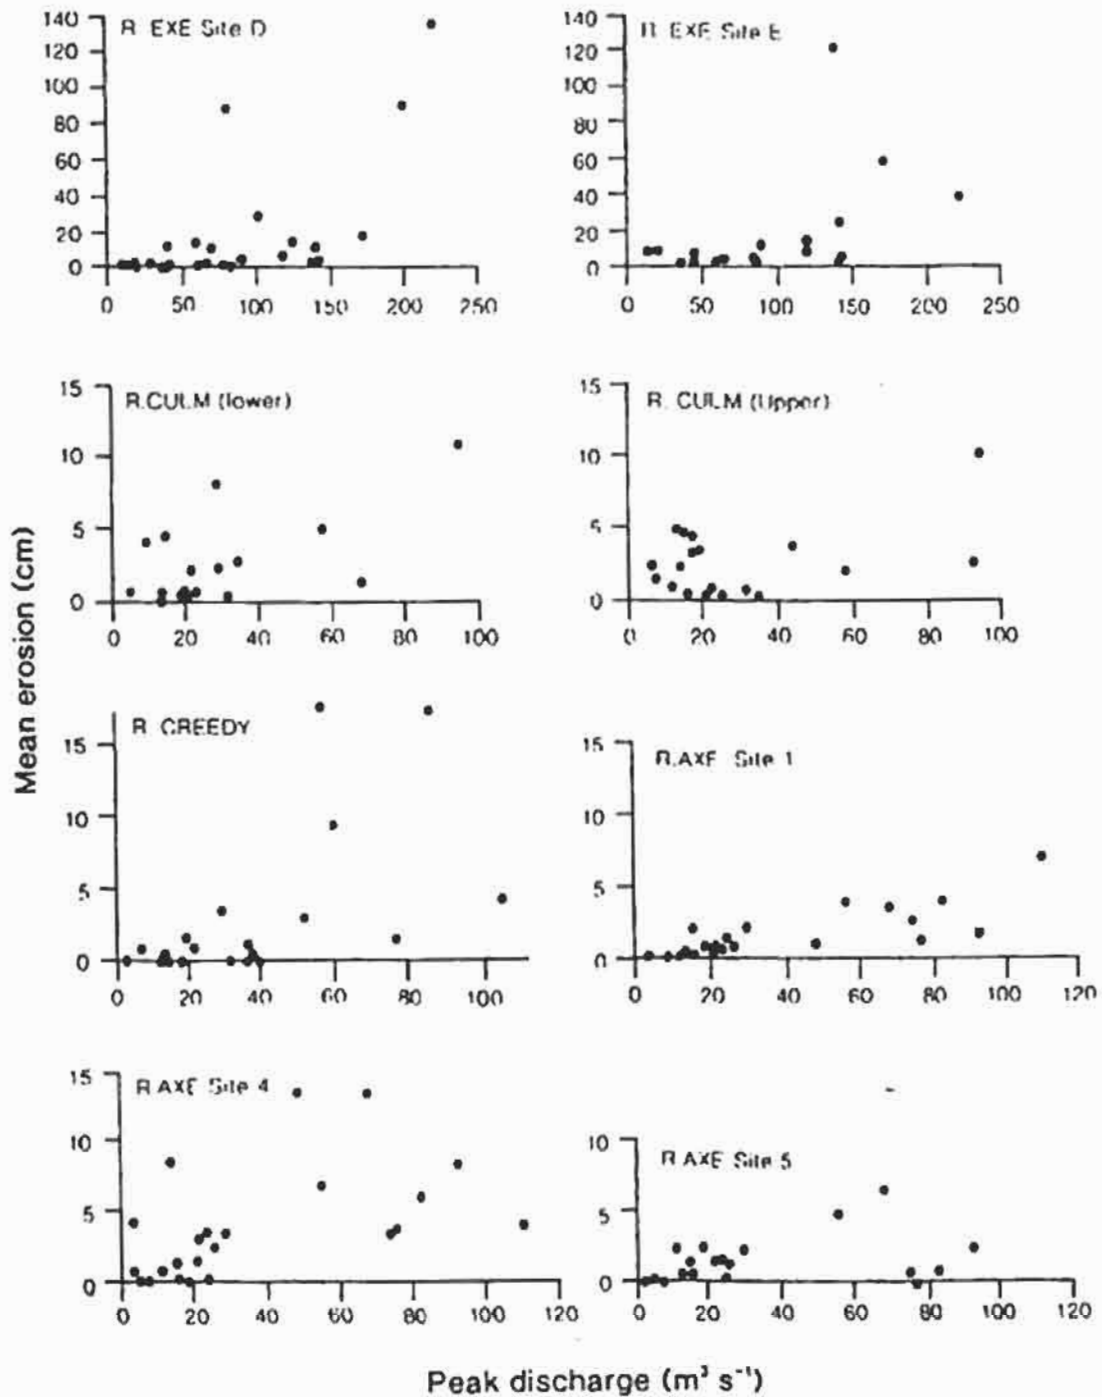 R. EXE Site D
140
120
100
80
60
40
20
0
0 50 100 150 200 250
R. EXE Site E
140
120
100
80
60
40
20
0
0 50 100 150 200 250
R.CULM (lower)
15
10
5
0
0 20 40 60 80 100
R. CULM (Upper)
15
10
5
0
0 20 40 60 80 100
R. CREEDY
15
10
5
0
0 20 40 60 80 100
R.AXE Site 1
15
10
5
0
0 20 40 60 80 100 120
R.AXE Site 4
15
10
5
0
0 20 40 60 80 100 120
R.AXE Site 5
10
5
0
0 20 40 60 80 100 120
Mean erosion (cm)
Peak discharge (m³ s⁻¹)